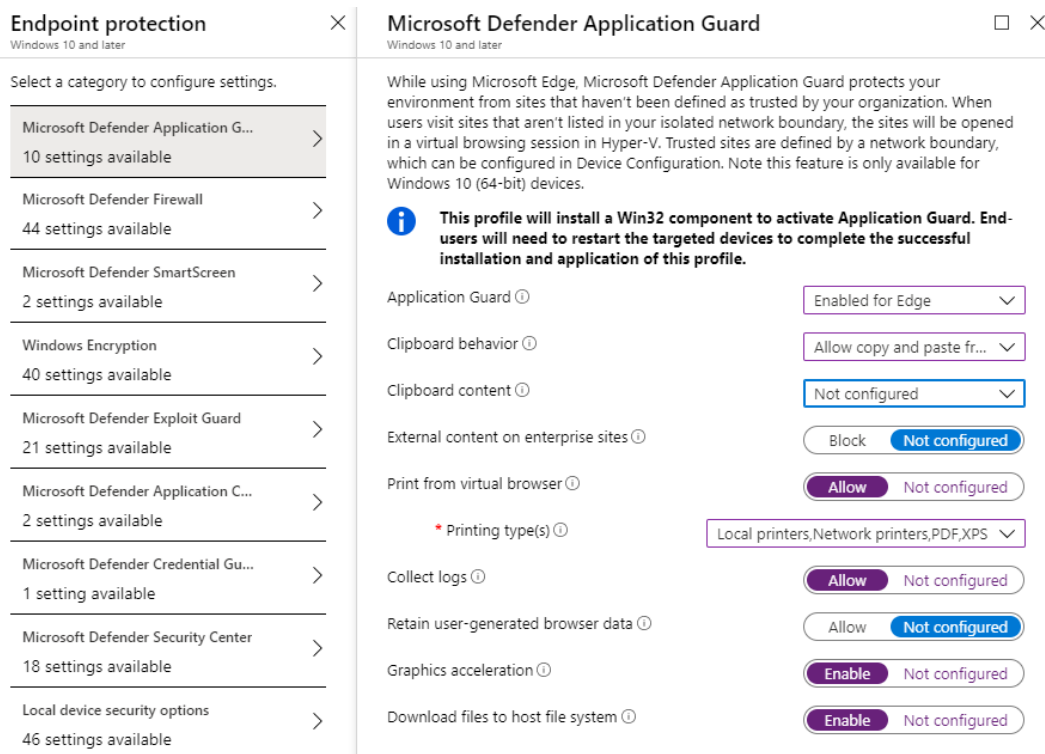 Endpoint protection
Windows 10 and later
Select a category to configure settings.
Microsoft Defender Application G...
10 settings available
Microsoft Defender Firewall
44 settings available
Microsoft Defender SmartScreen
2 settings available
Windows Encryption
40 settings available
Microsoft Defender Exploit Guard
21 settings available
Microsoft Defender Application C...
2 settings available
Microsoft Defender Credential Gu...
1 setting available
Microsoft Defender Security Center
18 settings available
Local device security options
46 settings available
Microsoft Defender Application Guard
Windows 10 and later
While using Microsoft Edge, Microsoft Defender Application Guard protects your
environment from sites that haven't been defined as trusted by your organization. When
users visit sites that aren't listed in your isolated network boundary, the sites will be opened
in a virtual browsing session in Hyper-V. Trusted sites are defined by a network boundary,
which can be configured in Device Configuration. Note this feature is only available for
Windows 10 (64-bit) devices.
This profile will install a Win32 component to activate Application Guard. End-
users will need to restart the targeted devices to complete the successful
installation and application of this profile.
Application Guard Enabled for Edge
Clipboard behavior Allow copy and paste fr...
Clipboard content Not configured
External content on enterprise sites Block Not configured
Print from virtual browser Allow Not configured
* Printing type(s) Local printers,Network printers,PDF,XPS
Collect logs Allow Not configured
Retain user-generated browser data Allow Not configured
Graphics acceleration Enable Not configured
Download files to host file system Enable Not configured